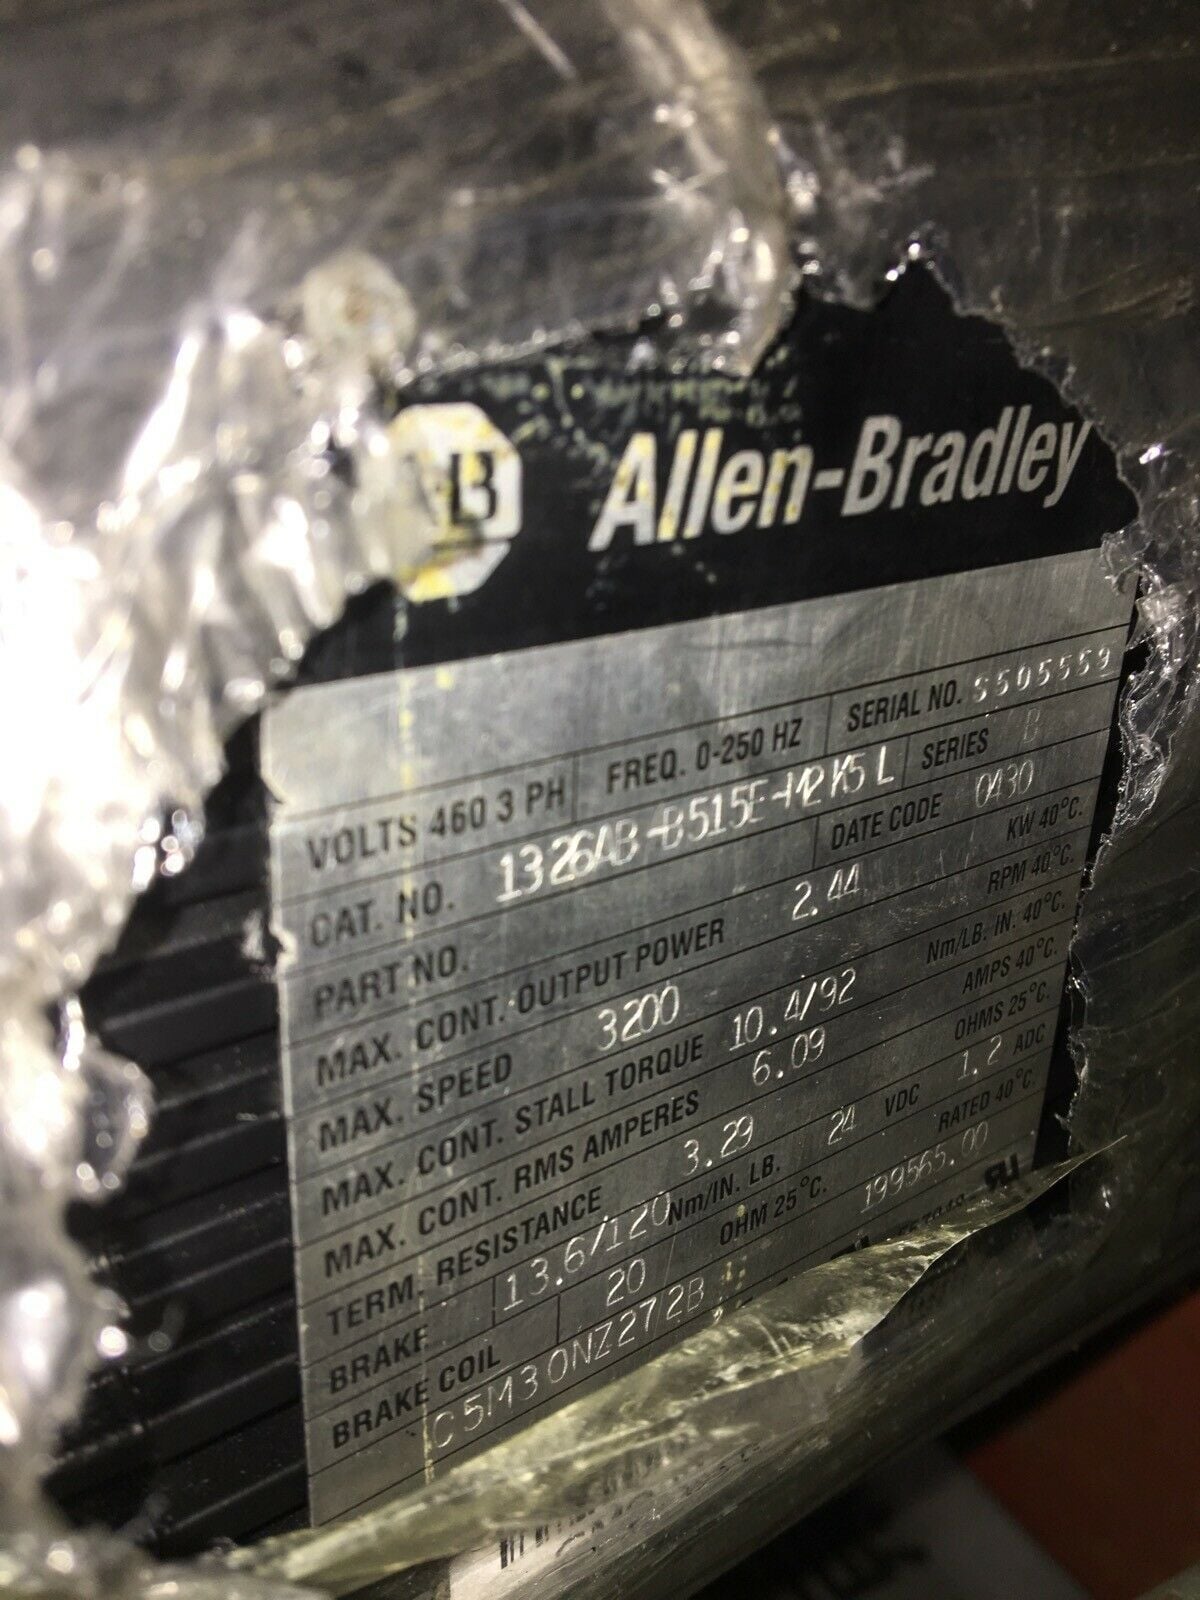 Allen-Bradley
VOLTS 460 3 PH FREQ. 0-250 HZ SERIAL NO. S505559
CAT. NO. 1326AB-B515E-M2K5L SERIES B
PART NO. DATE CODE 0430
MAX. CONT. OUTPUT POWER 2.44 KW 40°C.
MAX. SPEED 3200 RPM 40°C.
MAX. CONT. STALL TORQUE 10.4/92 Nm/LB. IN. 40°C.
MAX. CONT. RMS AMPERES 6.09 AMPS 40°C.
TERM. RESISTANCE 3.29 OHMS 25°C.
BRAKE 13.6/120 Nm/IN. LB. 24 VDC 1.2 ADC
BRAKE COIL 20 OHM 25°C. RATED 40°C.
C5M30NZ272B 199565.00